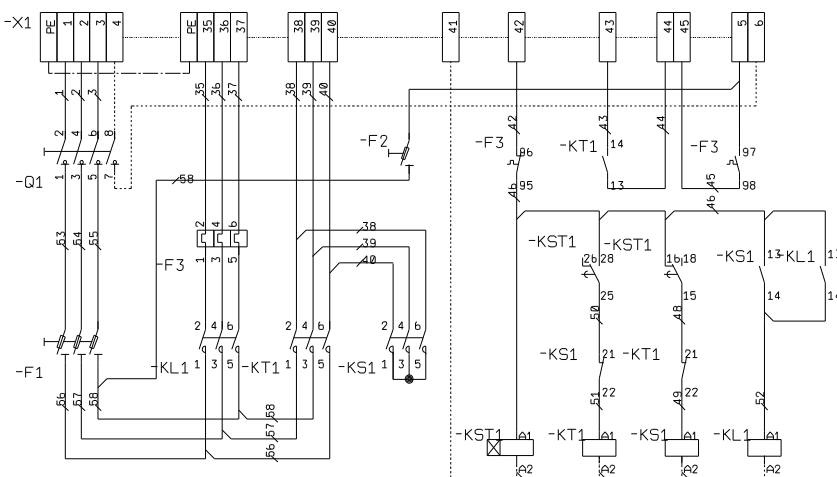 -X1 PE 1 2 3 4 PE 35 36 37 38 39 40 41 42 43 44 45 5 6
1 2 3 35 36 37 38 39 40 42 43 44
2 4 6 8 -F2 -F3 96 -KT1 14 -F3 97
-Q1 1 3 5 7 58 46 95 13 45 98
46
2 4 6 38
53 54 55 -F3 1 3 5 39 -KST1 -KST1 -KS1 13 -KL1 13
40 26 28 16 18
25 15 14 14
50 48
2 4 6 2 4 6 2 4 6
-F1 -KL1 1 3 5 -KT1 1 3 5 -KS1 1 3 5 -KS1 21 -KT1 21
56 57 58 51 22 49 22 52
58
57 -KST1 A1 -KT1 A1 -KS1 A1 -KL1 A1
56
A2 A2 A2 A2